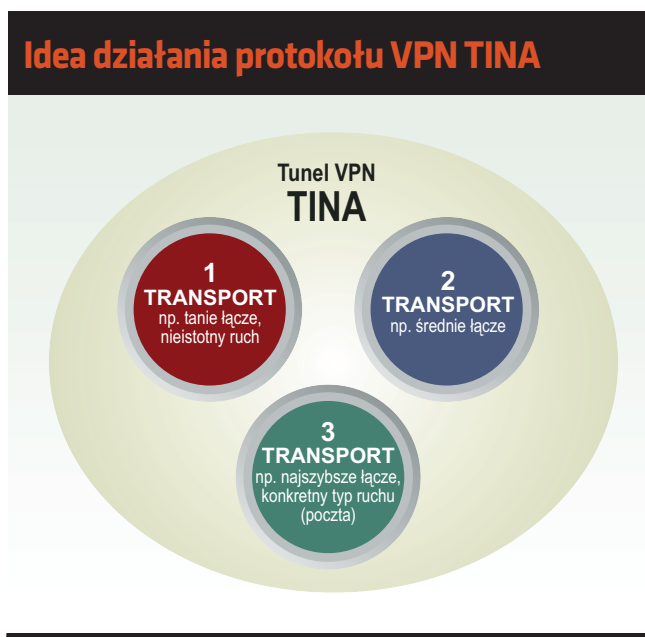 Idea działania protokołu VPN TINA
Tunel VPN
TINA
1
TRANSPORT
np. tanie łącze,
nieistotny ruch
2
TRANSPORT
np. średnie łącze
3
TRANSPORT
np. najszybsze łącze,
konkretny typ ruchu
(poczta)